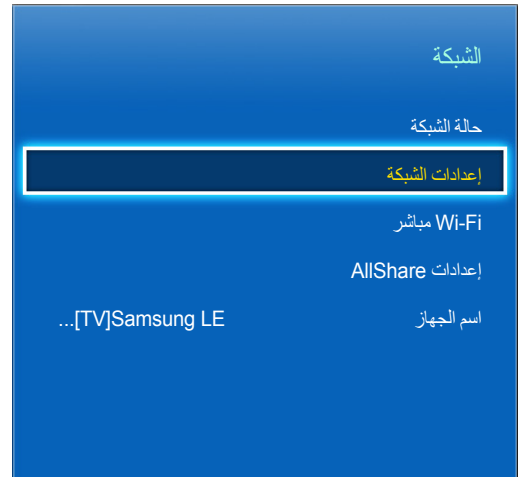 الشبكة
حالة الشبكة
إعدادات الشبكة
Wi-Fi مباشر
إعدادات AllShare
اسم الجهاز [TV]Samsung LE...